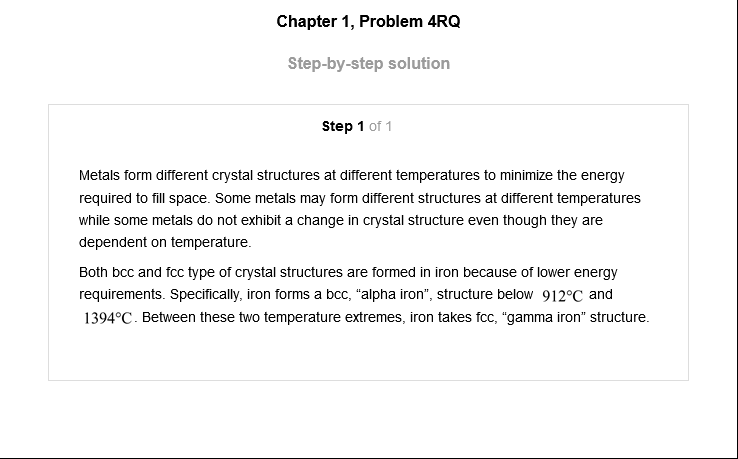 Chapter 1, Problem 4RQ
Step-by-step solution
Step 1 of 1
Metals form different crystal structures at different temperatures to minimize the energy
required to fill space. Some metals may form different structures at different temperatures
while some metals do not exhibit a change in crystal structure even though they are
dependent on temperature.
Both bcc and fcc type of crystal structures are formed in iron because of lower energy
requirements. Specifically, iron forms a bcc, “alpha iron”, structure below 912°C and
1394°C. Between these two temperature extremes, iron takes fcc, “gamma iron” structure.